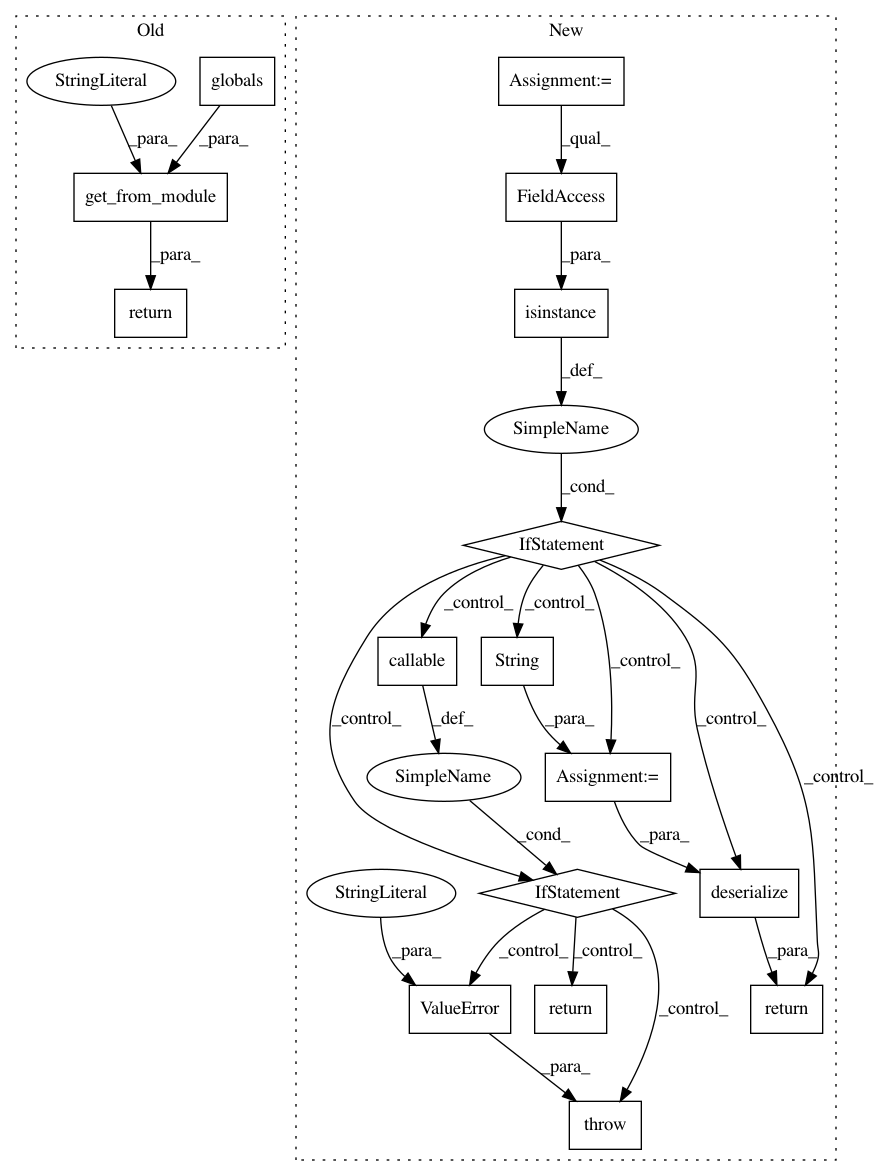 Old
New
StringLiteral
globals
Assignment:=
_para_
_para_
_qual_
get_from_module
FieldAccess
_para_
_para_
return
isinstance
_def_
SimpleName
_cond_
IfStatement
_control_
_control_
callable
String
_control_
_control_
_control_
_def_
_para_
_control_
SimpleName
Assignment:=
_cond_
_para_
StringLiteral
IfStatement
deserialize
_para_
_control_
_control_
_para_
ValueError
return
_control_
return
_para_
throw